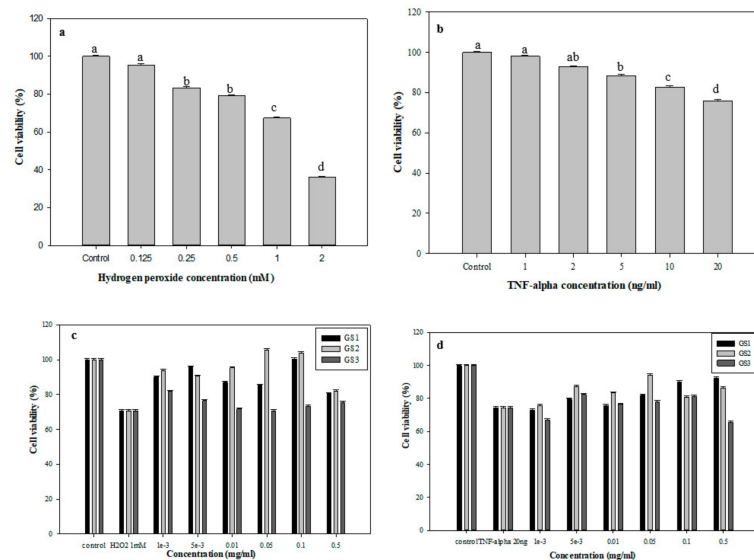 a
120
100
80
60
40
20
0
Cell viability (%)
a
a
b
b
c
d
Control 0.125 0.25 0.5 1 2
Hydrogen peroxide concentration (mM)
b
120
100
80
60
40
20
0
Cell viability (%)
a
a
ab
b
c
d
Control 1 2 5 10 20
TNF-alpha concentration (ng/ml)
c
GS1
GS2
GS3
120
100
80
60
40
20
0
Cell viability (%)
control H2O2 1mM 1e-3 5e-3 0.01 0.05 0.1 0.5
Concentration (mg/ml)
d
GS1
GS2
GS3
120
100
80
60
40
20
0
Cell viability (%)
control TNF-alpha 20ng 1e-3 5e-3 0.01 0.05 0.1 0.5
Concentration (mg/ml)